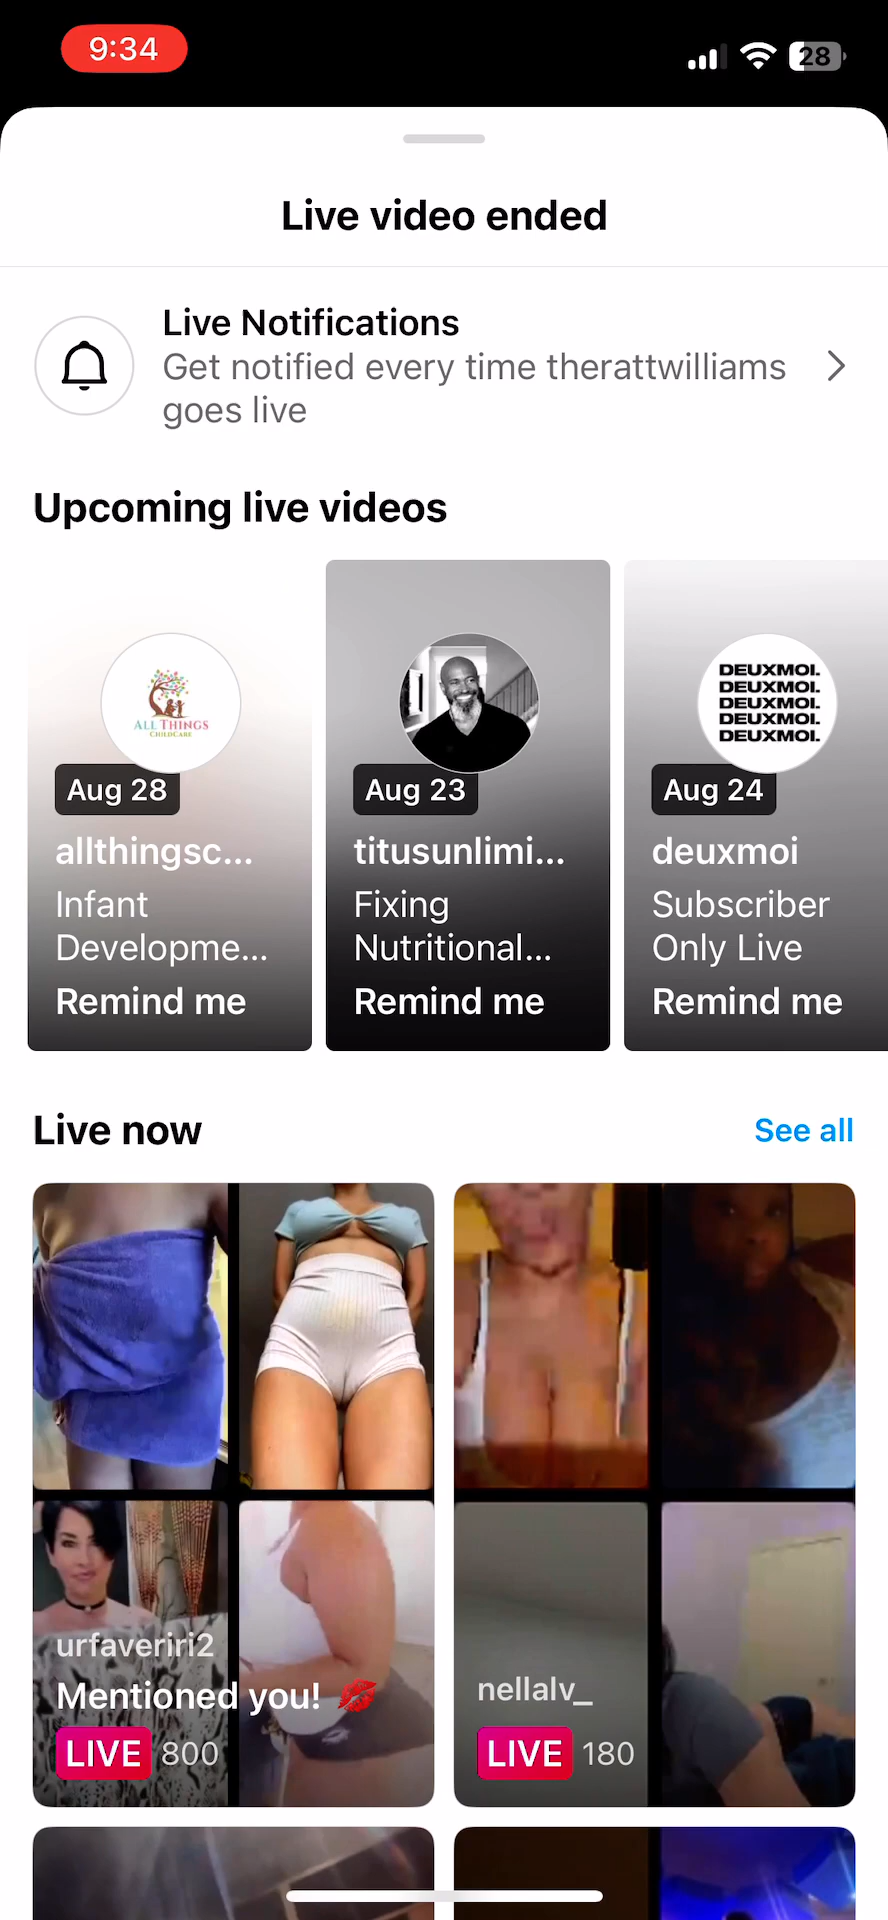 9:34
28
Live video ended
Live Notifications
Get notified every time therattwilliams
goes live
Upcoming live videos
ALL THINGS
CHILDCARE
Aug 28
allthingsc...
Infant
Developme...
Remind me
Aug 23
titusunlimi...
Fixing
Nutritional...
Remind me
DEUXMOI.
DEUXMOI.
DEUXMOI.
DEUXMOI.
DEUXMOI.
Aug 24
deuxmoi
Subscriber
Only Live
Remind me
Live now
See all
urfaveriri2
Mentioned you! 💋
LIVE 800
nellalv_
LIVE 180